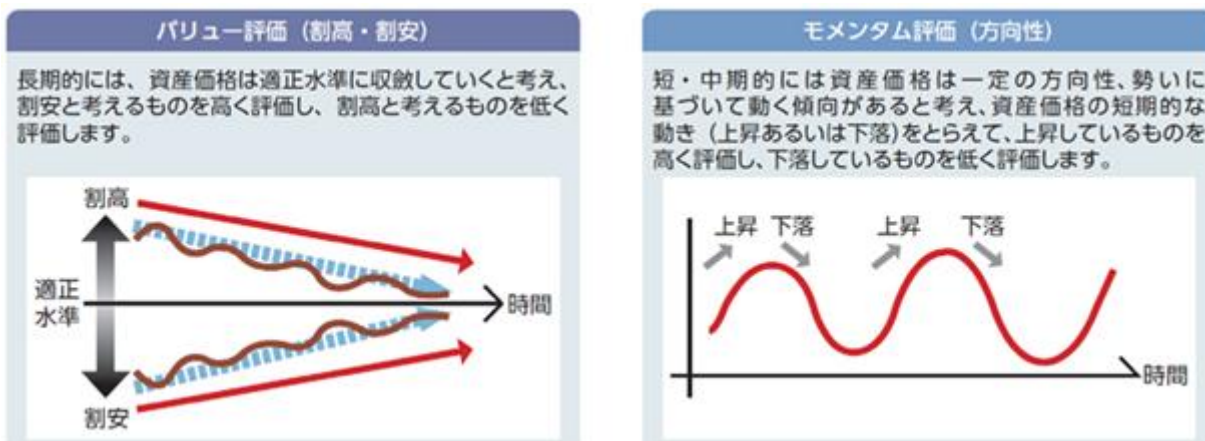 バリュー評価（割高・割安）
長期的には、資産価格は適正水準に収斂していくと考え、
割安と考えるものを高く評価し、割高と考えるものを低く
評価します。
割高
適正
水準
時間
割安
モメンタム評価（方向性）
短・中期的には資産価格は一定の方向性、勢いに
基づいて動く傾向があると考え、資産価格の短期的な
動き（上昇あるいは下落）をとらえて、上昇しているものを
高く評価し、下落しているものを低く評価します。
上昇 下落 上昇 下落
時間